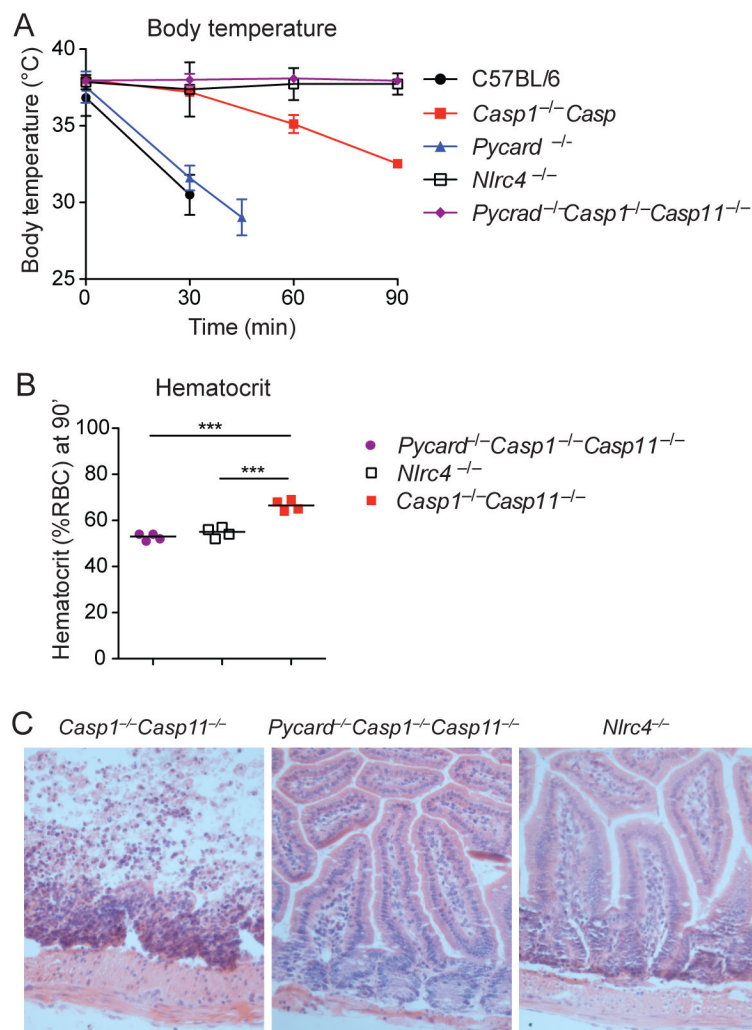 A
Body temperature
Body temperature (°C)
40
35
30
25
0
30
60
90
Time (min)
C57BL/6
Casp1⁻/⁻Casp
Pycard ⁻/⁻
Nlrc4 ⁻/⁻
Pycrad⁻/⁻Casp1⁻/⁻Casp11⁻/⁻
B
Hematocrit
Hematocrit (%RBC) at 90'
100
80
60
40
20
0
***
***
Pycard⁻/⁻Casp1⁻/⁻Casp11⁻/⁻
Nlrc4 ⁻/⁻
Casp1⁻/⁻Casp11⁻/⁻
C
Casp1⁻/⁻Casp11⁻/⁻
Pycard⁻/⁻Casp1⁻/⁻Casp11⁻/⁻
Nlrc4⁻/⁻